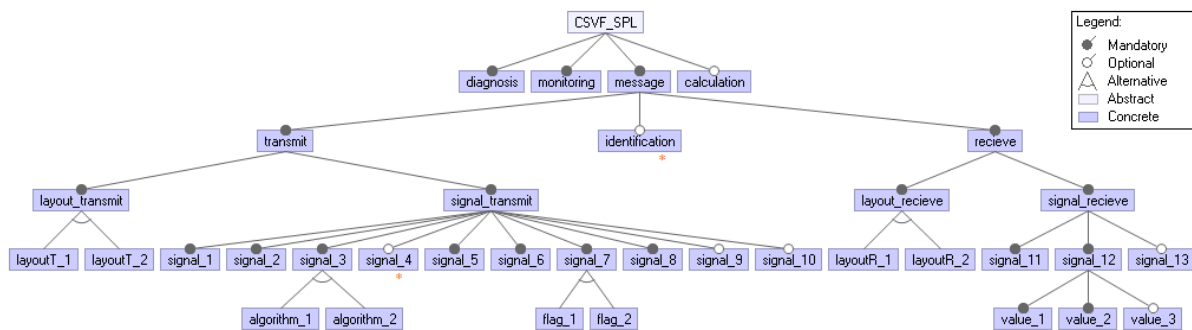 CSVF_SPL
Legend:
Mandatory
Optional
Alternative
Abstract
Concrete
diagnosis monitoring message calculation
transmit identification recieve
*
layout_transmit signal_transmit layout_recieve signal_recieve
layoutT_1 layoutT_2 signal_1 signal_2 signal_3 signal_4 signal_5 signal_6 signal_7 signal_8 signal_9 signal_10 layoutR_1 layoutR_2 signal_11 signal_12 signal_13
*
algorithm_1 algorithm_2 flag_1 flag_2 value_1 value_2 value_3